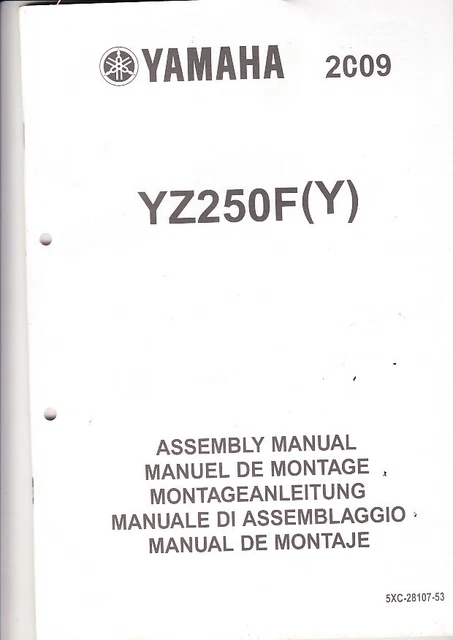 YAMAHA 2009
YZ250F(Y)
ASSEMBLY MANUAL
MANUEL DE MONTAGE
MONTAGEANLEITUNG
MANUALE DI ASSEMBLAGGIO
MANUAL DE MONTAJE
5XC-28107-53